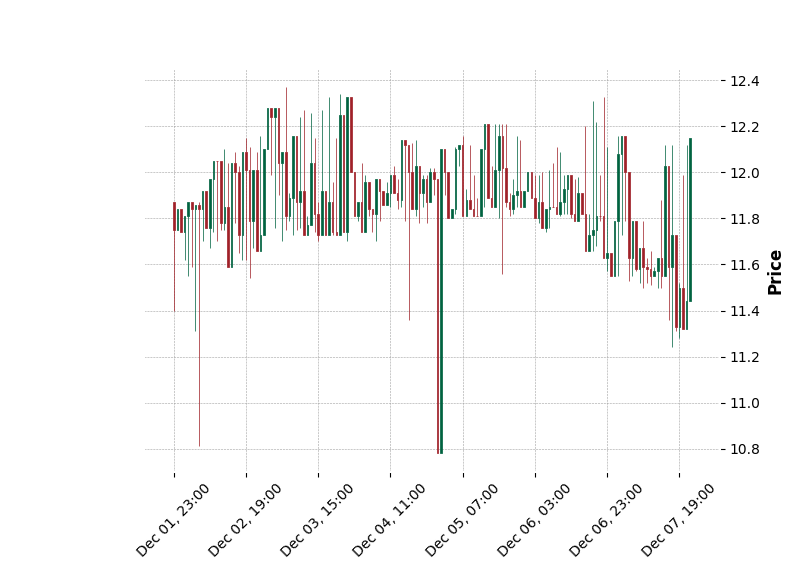 12.4
12.2
12.0
11.8
11.6
11.4
11.2
11.0
10.8
Price
Dec 01, 23:00
Dec 02, 19:00
Dec 03, 15:00
Dec 04, 11:00
Dec 05, 07:00
Dec 06, 03:00
Dec 06, 23:00
Dec 07, 19:00